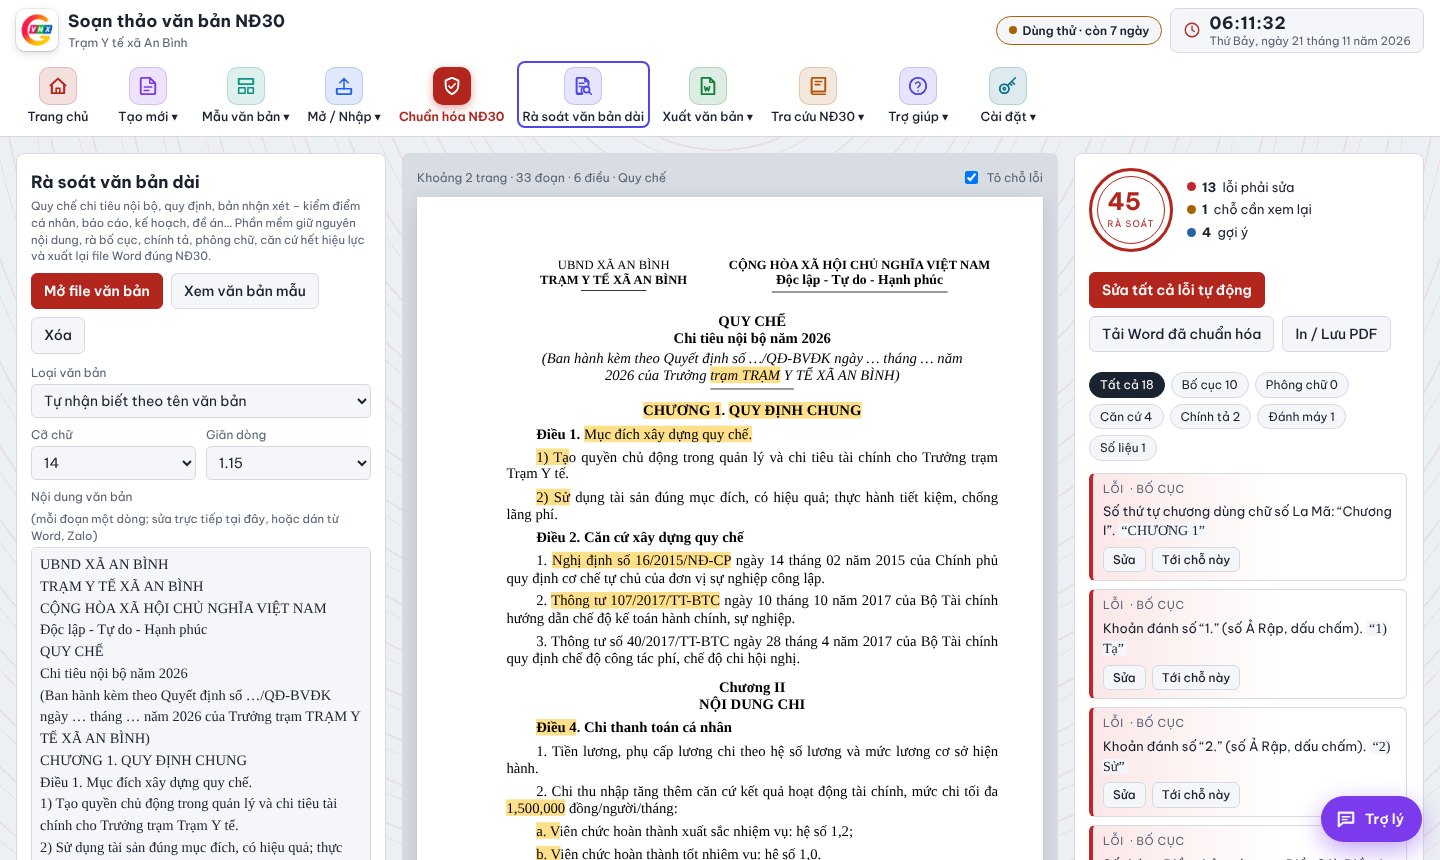 VNX
Soạn thảo văn bản NĐ30
Trạm Y tế xã An Bình
Dùng thử · còn 7 ngày
06:11:32
Thứ Bảy, ngày 21 tháng 11 năm 2026
Trang chủ
Tạo mới ▾
Mẫu văn bản ▾
Mở / Nhập ▾
Chuẩn hóa NĐ30
Rà soát văn bản dài
Xuất văn bản ▾
Tra cứu NĐ30 ▾
Trợ giúp ▾
Cài đặt ▾
Rà soát văn bản dài
Quy chế chi tiêu nội bộ, quy định, bản nhận xét – kiểm điểm
cá nhân, báo cáo, kế hoạch, đề án... Phần mềm giữ nguyên
nội dung, rà bố cục, chính tả, phông chữ, căn cứ hết hiệu lực
và xuất lại file Word đúng NĐ30.
Mở file văn bản
Xem văn bản mẫu
Xóa
Loại văn bản
Tự nhận biết theo tên văn bản
Cỡ chữ
Giãn dòng
14
1.15
Nội dung văn bản
(mỗi đoạn một dòng; sửa trực tiếp tại đây, hoặc dán từ
Word, Zalo)
UBND XÃ AN BÌNH
TRẠM Y TẾ XÃ AN BÌNH
CỘNG HÒA XÃ HỘI CHỦ NGHĨA VIỆT NAM
Độc lập - Tự do - Hạnh phúc
QUY CHẾ
Chi tiêu nội bộ năm 2026
(Ban hành kèm theo Quyết định số …/QĐ-BVĐK
ngày … tháng … năm 2026 của Trưởng trạm TRẠM Y
TẾ XÃ AN BÌNH)
CHƯƠNG 1. QUY ĐỊNH CHUNG
Điều 1. Mục đích xây dựng quy chế.
1) Tạo quyền chủ động trong quản lý và chi tiêu tài
chính cho Trưởng trạm Trạm Y tế.
2) Sử dụng tài sản đúng mục đích, có hiệu quả; thực
Khoảng 2 trang · 33 đoạn · 6 điều · Quy chế
Tô chỗ lỗi
UBND XÃ AN BÌNH
TRẠM Y TẾ XÃ AN BÌNH
CỘNG HÒA XÃ HỘI CHỦ NGHĨA VIỆT NAM
Độc lập - Tự do - Hạnh phúc
QUY CHẾ
Chi tiêu nội bộ năm 2026
(Ban hành kèm theo Quyết định số …/QĐ-BVĐK ngày … tháng … năm
2026 của Trưởng trạm TRẠM Y TẾ XÃ AN BÌNH)
CHƯƠNG 1. QUY ĐỊNH CHUNG
Điều 1. Mục đích xây dựng quy chế.
1) Tạo quyền chủ động trong quản lý và chi tiêu tài chính cho Trưởng trạm
Trạm Y tế.
2) Sử dụng tài sản đúng mục đích, có hiệu quả; thực hành tiết kiệm, chống
lãng phí.
Điều 2. Căn cứ xây dựng quy chế
1. Nghị định số 16/2015/NĐ-CP ngày 14 tháng 02 năm 2015 của Chính phủ
quy định cơ chế tự chủ của đơn vị sự nghiệp công lập.
2. Thông tư 107/2017/TT-BTC ngày 10 tháng 10 năm 2017 của Bộ Tài chính
hướng dẫn chế độ kế toán hành chính, sự nghiệp.
3. Thông tư số 40/2017/TT-BTC ngày 28 tháng 4 năm 2017 của Bộ Tài chính
quy định chế độ công tác phí, chế độ chi hội nghị.
Chương II
NỘI DUNG CHI
Điều 4. Chi thanh toán cá nhân
1. Tiền lương, phụ cấp lương chi theo hệ số lương và mức lương cơ sở hiện
hành.
2. Chi thu nhập tăng thêm căn cứ kết quả hoạt động tài chính, mức chi tối đa
1,500,000 đồng/người/tháng:
a. Viên chức hoàn thành xuất sắc nhiệm vụ: hệ số 1,2;
b. Viên chức hoàn thành tốt nhiệm vụ: hệ số 1,0.
45
RÀ SOÁT
13 lỗi phải sửa
1 chỗ cần xem lại
4 gợi ý
Sửa tất cả lỗi tự động
Tải Word đã chuẩn hóa
In / Lưu PDF
Tất cả 18
Bố cục 10
Phông chữ 0
Căn cứ 4
Chính tả 2
Đánh máy 1
Số liệu 1
LỖI · BỐ CỤC
Số thứ tự chương dùng chữ số La Mã: “Chương
I”. “CHƯƠNG 1”
Sửa
Tới chỗ này
LỖI · BỐ CỤC
Khoản đánh số “1.” (số Ả Rập, dấu chấm). “1)
Tạ”
Sửa
Tới chỗ này
LỖI · BỐ CỤC
Khoản đánh số “2.” (số Ả Rập, dấu chấm). “2)
Sử”
Sửa
Tới chỗ này
LỖI · BỐ CỤC
Trợ lý